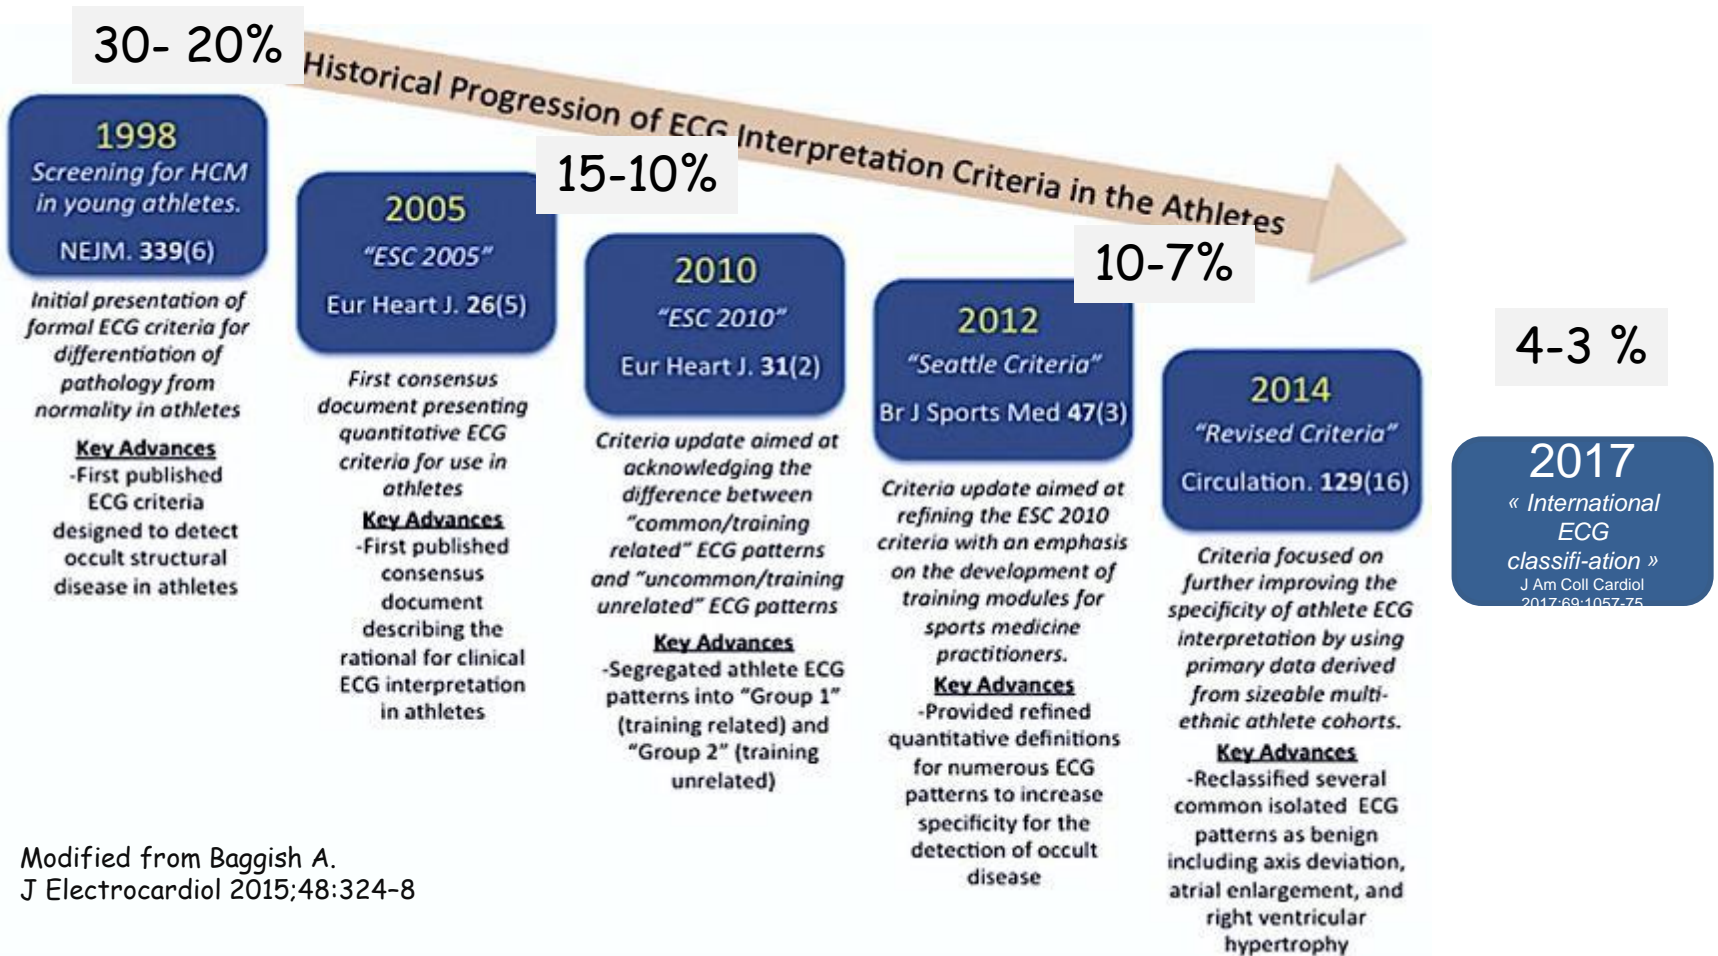 30- 20%
Historical Progression of ECG Interpretation Criteria in the Athletes
1998
Screening for HCM
in young athletes.
NEJM. 339(6)
Initial presentation of
formal ECG criteria for
differentiation of
pathology from
normality in athletes
Key Advances
-First published
ECG criteria
designed to detect
occult structural
disease in athletes
2005
"ESC 2005"
Eur Heart J. 26(5)
First consensus
document presenting
quantitative ECG
criteria for use in
athletes
Key Advances
-First published
consensus
document
describing the
rational for clinical
ECG interpretation
in athletes
15-10%
2010
"ESC 2010"
Eur Heart J. 31(2)
Criteria update aimed at
acknowledging the
difference between
"common/training
related" ECG patterns
and "uncommon/training
unrelated" ECG patterns
Key Advances
-Segregated athlete ECG
patterns into "Group 1"
(training related) and
"Group 2" (training
unrelated)
10-7%
2012
"Seattle Criteria"
Br J Sports Med 47(3)
Criteria update aimed at
refining the ESC 2010
criteria with an emphasis
on the development of
training modules for
sports medicine
practitioners.
Key Advances
-Provided refined
quantitative definitions
for numerous ECG
patterns to increase
specificity for the
detection of occult
disease
2014
"Revised Criteria"
Circulation. 129(16)
Criteria focused on
further improving the
specificity of athlete ECG
interpretation by using
primary data derived
from sizeable multi-
ethnic athlete cohorts.
Key Advances
-Reclassified several
common isolated ECG
patterns as benign
including axis deviation,
atrial enlargement, and
right ventricular
hypertrophy
4-3 %
2017
« International
ECG
classifi-ation »
J Am Coll Cardiol
2017;69:1057-75
Modified from Baggish A.
J Electrocardiol 2015;48:324–8